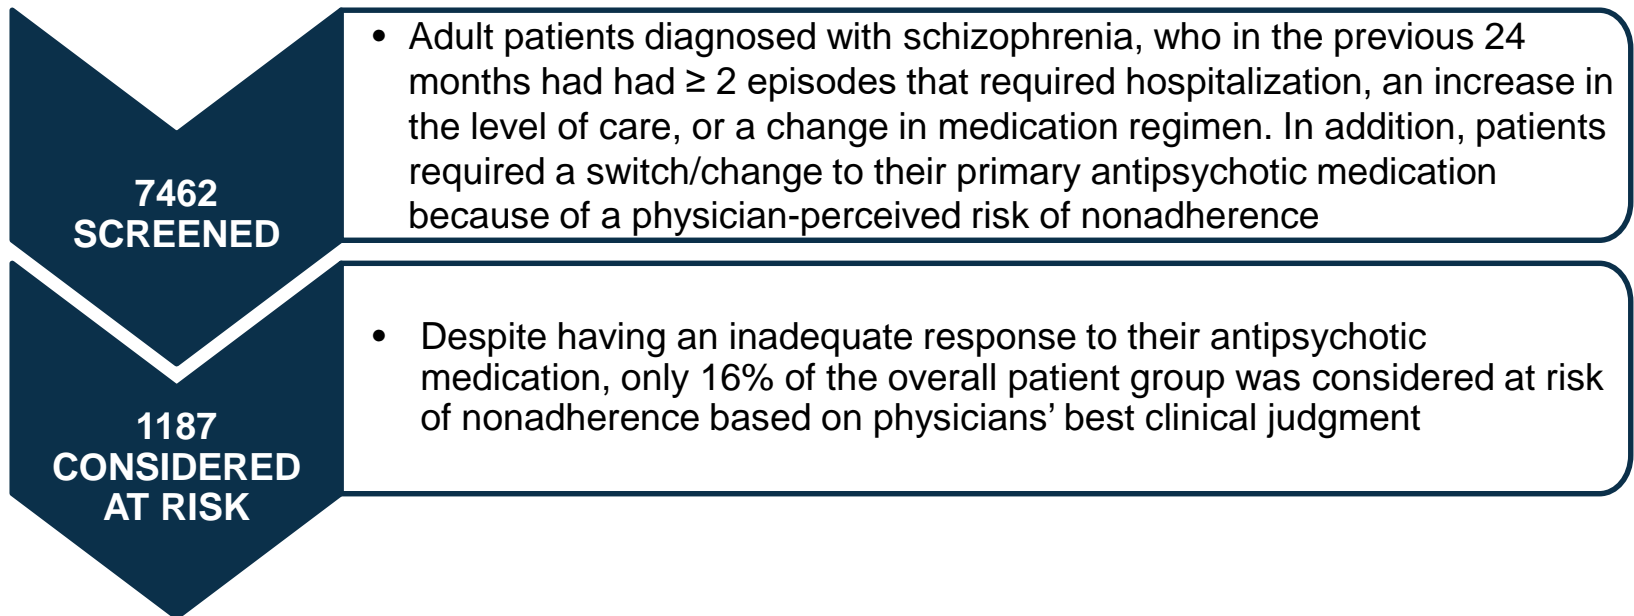 7462
SCREENED
• Adult patients diagnosed with schizophrenia, who in the previous 24
months had had ≥ 2 episodes that required hospitalization, an increase in
the level of care, or a change in medication regimen. In addition, patients
required a switch/change to their primary antipsychotic medication
because of a physician-perceived risk of nonadherence
1187
CONSIDERED
AT RISK
• Despite having an inadequate response to their antipsychotic
medication, only 16% of the overall patient group was considered at risk
of nonadherence based on physicians’ best clinical judgment